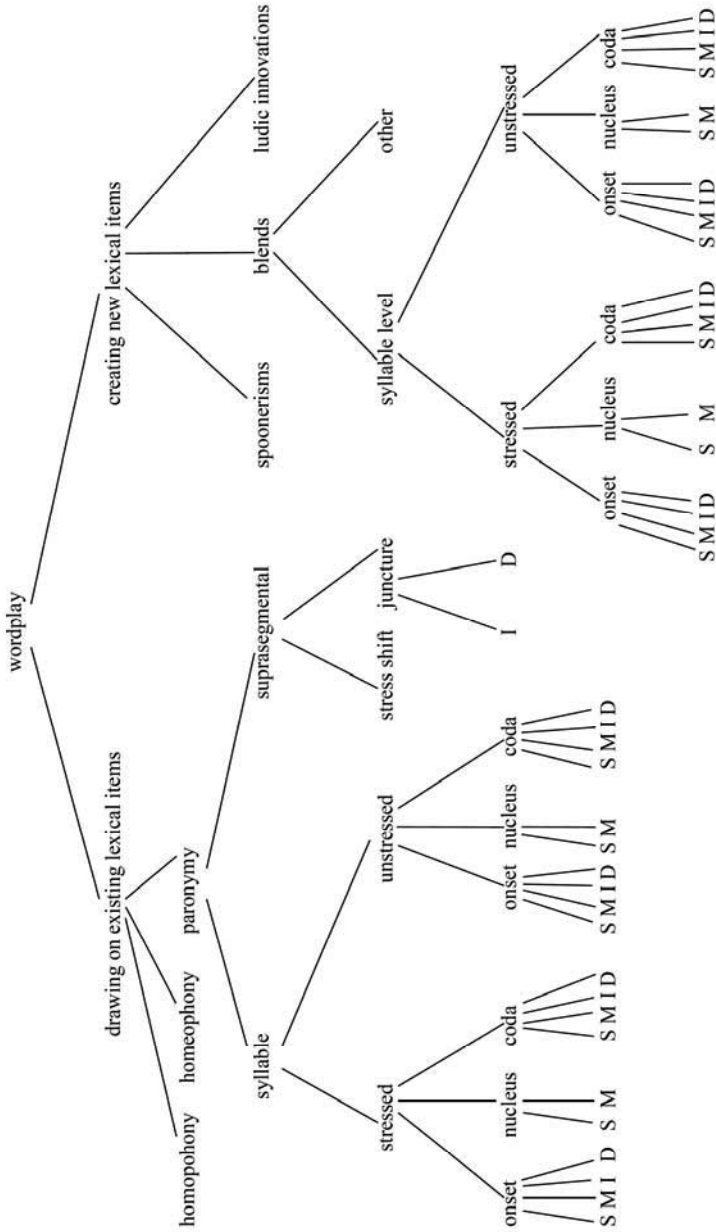 wordplay
drawing on existing lexical items creating new lexical items
homopohony homeophony paronymy spoonerisms blends ludic innovations
syllable suprasegmental
stressed unstressed stress shift juncture syllable level other
onset nucleus coda onset nucleus coda I D stressed unstressed
S M I D S M S M I D S M I D S M S M I D onset nucleus coda onset nucleus coda
S M I D S M S M I D S M I D S M S M I D